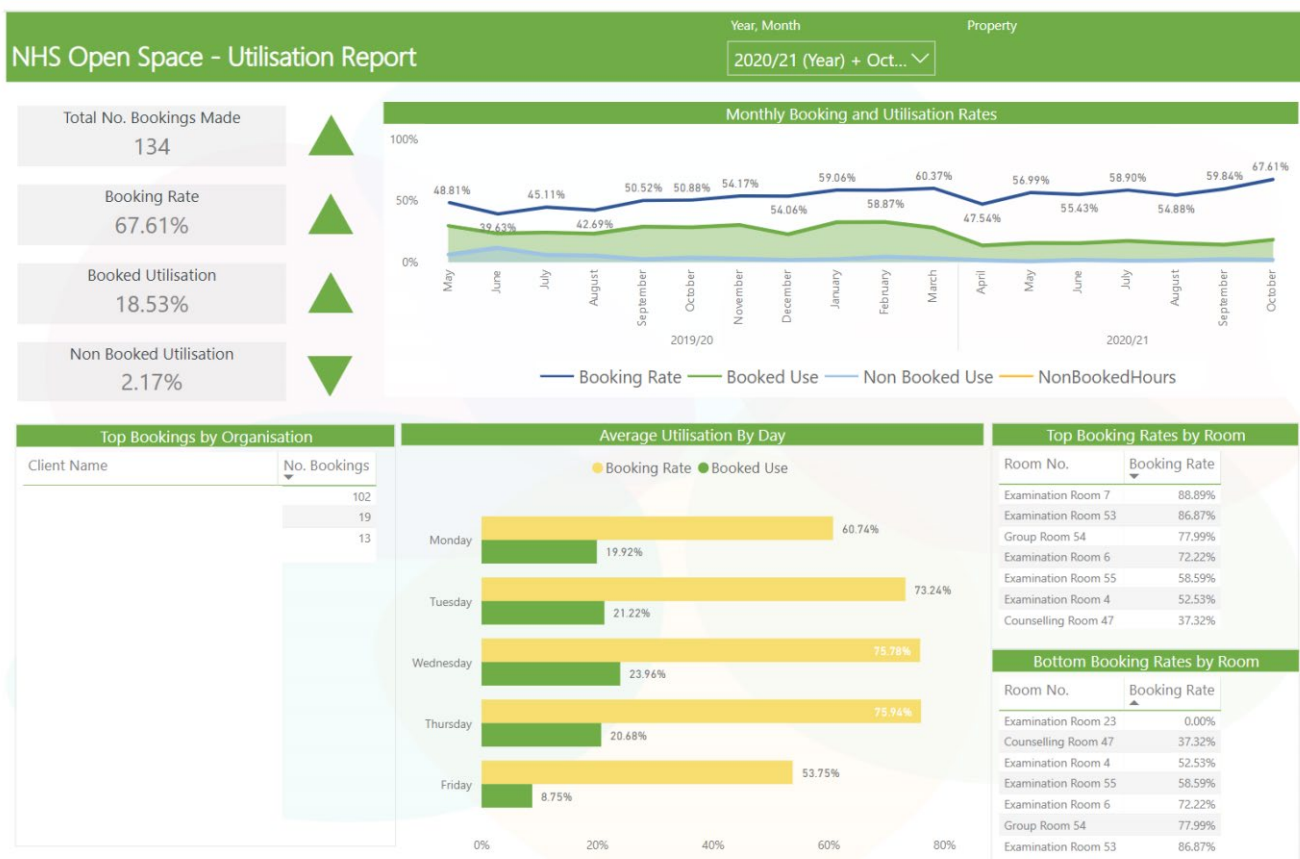 Year, Month
Property
NHS Open Space - Utilisation Report
2020/21 (Year) + Oct...
Total No. Bookings Made
134
Booking Rate
67.61%
Booked Utilisation
18.53%
Non Booked Utilisation
2.17%
Monthly Booking and Utilisation Rates
100%
50%
0%
48.81%
39.63%
45.11%
42.69%
50.52%
50.88%
54.17%
54.06%
59.06%
58.87%
60.37%
47.54%
56.99%
55.43%
58.90%
54.88%
59.84%
67.61%
May
June
July
August
September
October
November
December
January
February
March
April
May
June
July
August
September
October
2019/20
2020/21
Booking Rate
Booked Use
Non Booked Use
NonBookedHours
Top Bookings by Organisation
Client Name No. Bookings
102
19
13
Average Utilisation By Day
Booking Rate Booked Use
Monday
60.74%
19.92%
Tuesday
73.24%
21.22%
Wednesday
75.78%
23.96%
Thursday
75.94%
20.68%
Friday
53.75%
8.75%
0% 20% 40% 60% 80%
Top Booking Rates by Room
Room No. Booking Rate
Examination Room 7 88.89%
Examination Room 53 86.87%
Group Room 54 77.99%
Examination Room 6 72.22%
Examination Room 55 58.59%
Examination Room 4 52.53%
Counselling Room 47 37.32%
Bottom Booking Rates by Room
Room No. Booking Rate
Examination Room 23 0.00%
Counselling Room 47 37.32%
Examination Room 4 52.53%
Examination Room 55 58.59%
Examination Room 6 72.22%
Group Room 54 77.99%
Examination Room 53 86.87%